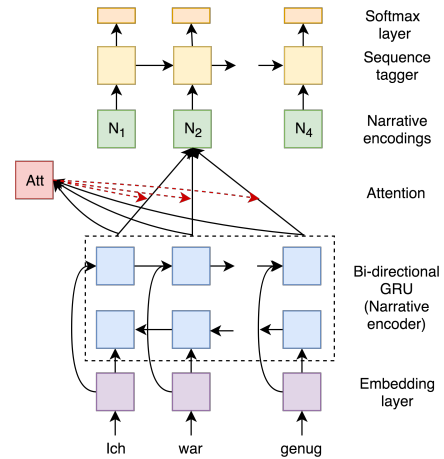 Softmax
layer
Sequence
tagger
N1 N2 N4
Narrative
encodings
Att
Attention
Bi-directional
GRU
(Narrative
encoder)
Embedding
layer
Ich war genug